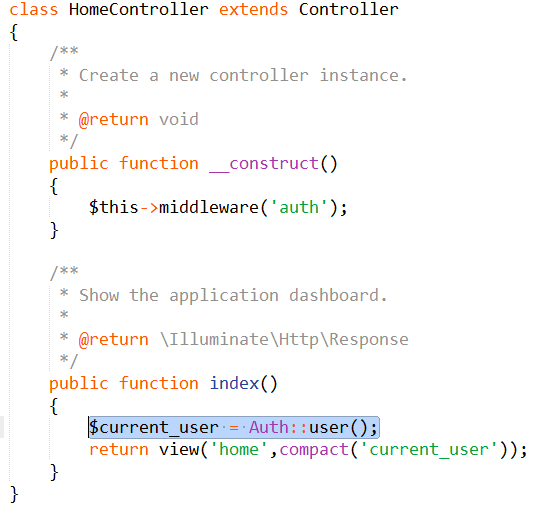 class HomeController extends Controller
{
    /**
     * Create a new controller instance.
     *
     * @return void
     */
    public function __construct()
    {
        $this->middleware('auth');
    }

    /**
     * Show the application dashboard.
     *
     * @return \Illuminate\Http\Response
     */
    public function index()
    {
        $current_user = Auth::user();
        return view('home',compact('current_user'));
    }
}